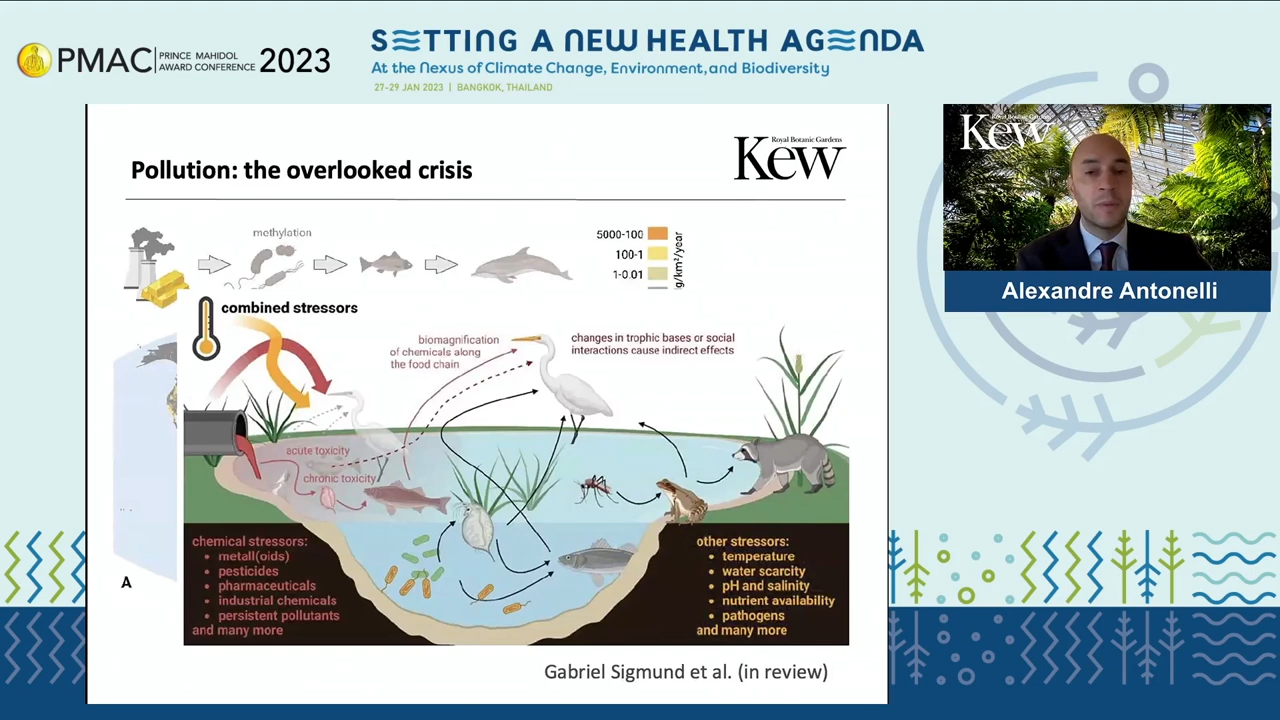 PMAC
PRINCE MAHIDOL
AWARD CONFERENCE
2023
SETTING A NEW HEALTH AGENDA
At the Nexus of Climate Change, Environment, and Biodiversity
27-29 JAN 2023 | BANGKOK, THAILAND
Pollution: the overlooked crisis
Royal Botanic Gardens
Kew
methylation
5000-100
100-1
1-0.01
g/km²/year
combined stressors
biomagnification
of chemicals along
the food chain
changes in trophic bases or social
interactions cause indirect effects
acute toxicity
chronic toxicity
chemical stressors:
• metall(oids)
• pesticides
• pharmaceuticals
• industrial chemicals
• persistent pollutants
and many more
other stressors:
• temperature
• water scarcity
• pH and salinity
• nutrient availability
• pathogens
and many more
A
Gabriel Sigmund et al. (in review)
Royal Botanic Gardens
Kew
Alexandre Antonelli